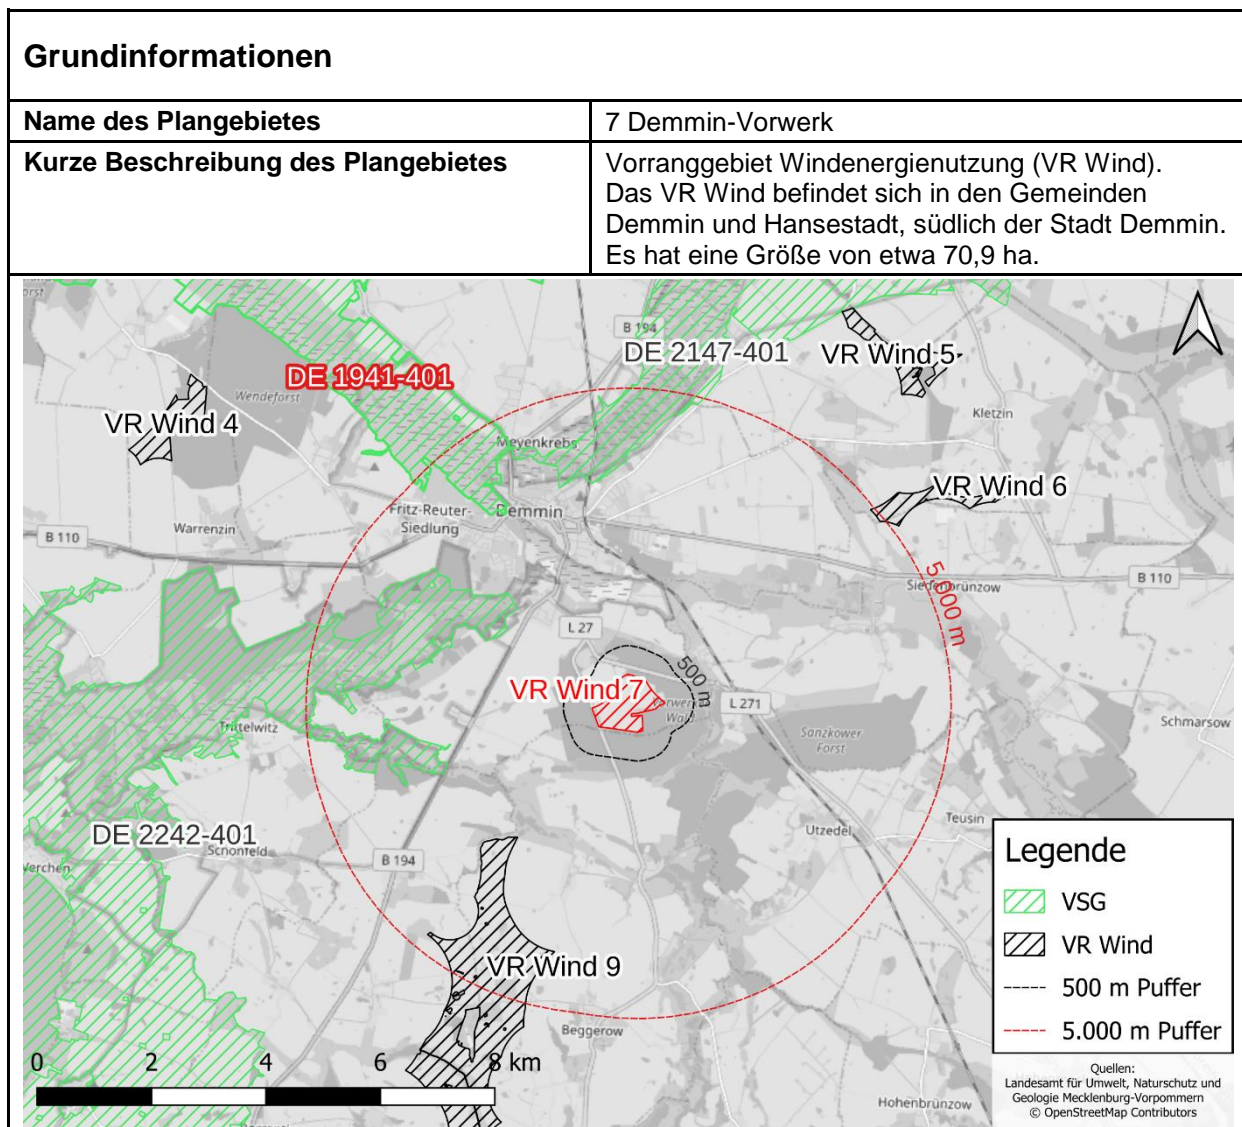 Grundinformationen
Name des Plangebietes
7 Demmin-Vorwerk
Kurze Beschreibung des Plangebietes
Vorranggebiet Windenergienutzung (VR Wind).
Das VR Wind befindet sich in den Gemeinden
Demmin und Hansestadt, südlich der Stadt Demmin.
Es hat eine Größe von etwa 70,9 ha.
B 194
DE 2147-401
VR Wind 5
DE 1941-401
Wendeforst
VR Wind 4
Kletzin
Meyenkrebs
VR Wind 6
Fritz-Reuter-
Siedlung
Demmin
Warrenzin
B 110
5.000 m
Siedenbrünzow
B 110
L 27
500 m
VR Wind 7
Wald
L 271
Sanzkower
Forst
Schmarsow
Trittelwitz
DE 2242-401
Schönfeld
Verchen
B 194
Utzedel
Teusin
VR Wind 9
Beggerow
Hohenbrünzow
0 2 4 6 8 km
Legende
VSG
VR Wind
500 m Puffer
5.000 m Puffer
Quellen:
Landesamt für Umwelt, Naturschutz und
Geologie Mecklenburg-Vorpommern
© OpenStreetMap Contributors